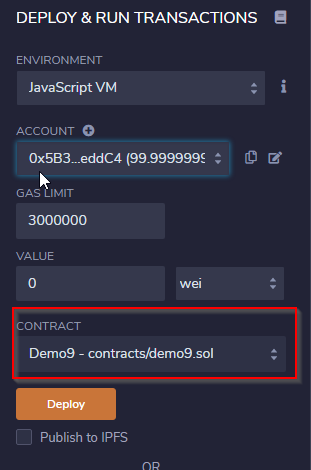 DEPLOY & RUN TRANSACTIONS
ENVIRONMENT
JavaScript VM
ACCOUNT
0x5B3...eddC4 (99.9999999
GAS LIMIT
3000000
VALUE
0 wei
CONTRACT
Demo9 - contracts/demo9.sol
Deploy
Publish to IPFS
OR